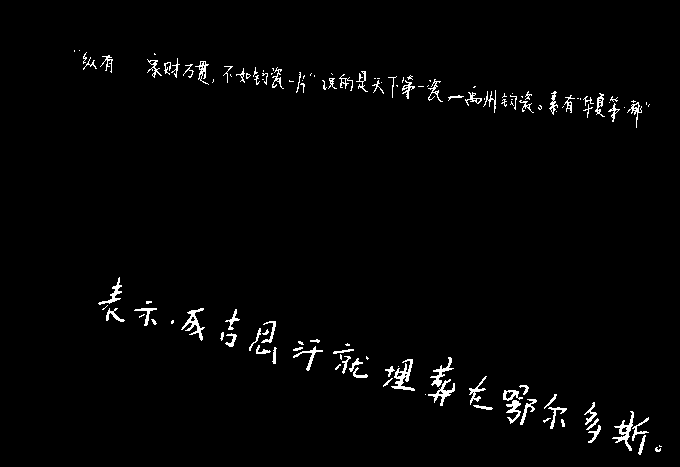 “纵有 家财万贯，不如钧瓷一片”说的是天下第一瓷—禹州钧瓷。素有“华夏第一都”
表示，成吉思汗就埋葬在鄂尔多斯。